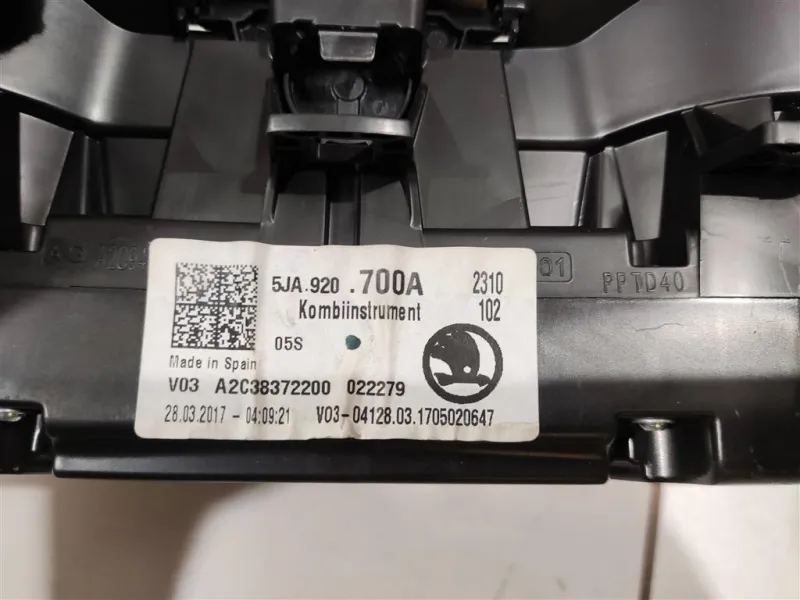 5JA.920 .700A 2310
Kombiinstrument 102
05S
Made in Spain
V03 A2C38372200 022279
28.03.2017 - 04:09:21 V03-04128.03.1705020647
01
PPTD40